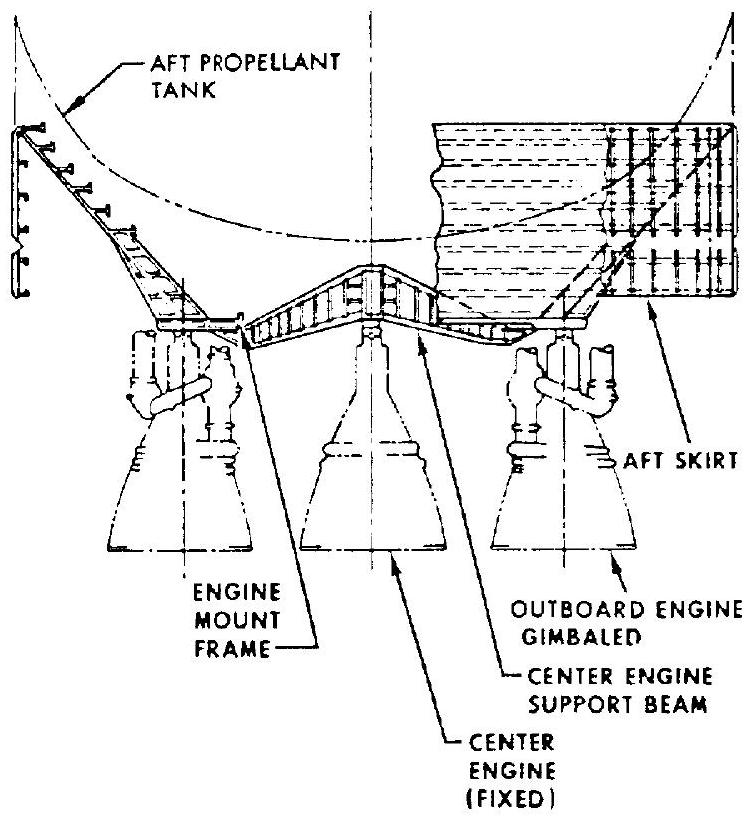 AFT PROPELLANT
TANK
AFT SKIRT
ENGINE
MOUNT
FRAME
OUTBOARD ENGINE
GIMBALED
CENTER ENGINE
SUPPORT BEAM
CENTER
ENGINE
(FIXED)